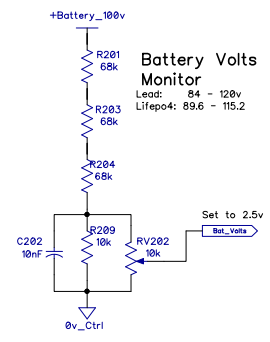 +Battery_100v
R201
68k
Battery Volts
Monitor
Lead: 84 - 120v
Lifepo4: 89.6 - 115.2
R203
68k
R204
68k
Set to 2.5v
Bat_Volts
C202
10nF
R209
10k
RV202
10k
0v_Ctrl